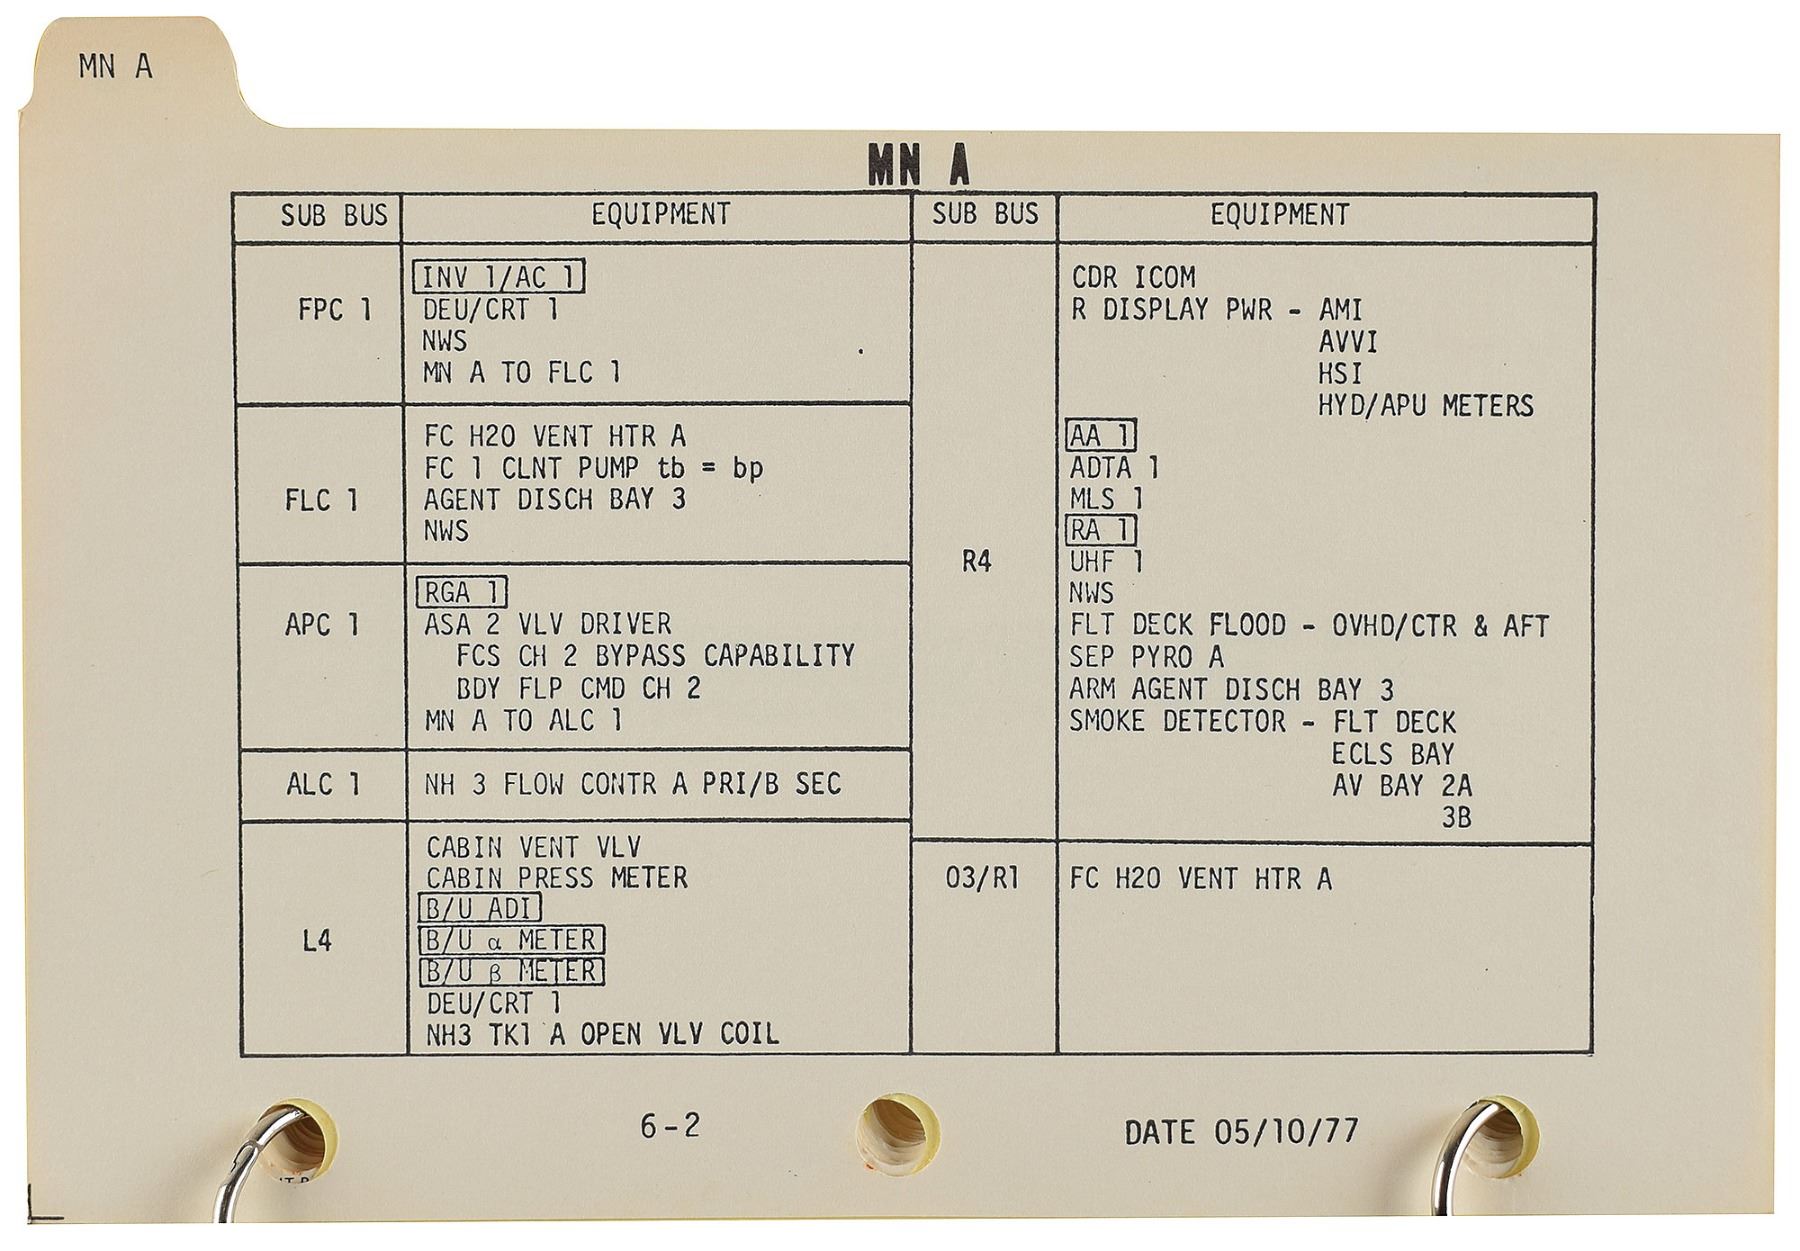 MN A
MN A
SUB BUS
EQUIPMENT
SUB BUS
EQUIPMENT
FPC 1
INV 1/AC 1
DEU/CRT 1
NWS
MN A TO FLC 1
FLC 1
FC H2O VENT HTR A
FC 1 CLNT PUMP tb = bp
AGENT DISCH BAY 3
NWS
APC 1
RGA 1
ASA 2 VLV DRIVER
FCS CH 2 BYPASS CAPABILITY
BDY FLP CMD CH 2
MN A TO ALC 1
ALC 1
NH 3 FLOW CONTR A PRI/B SEC
L4
CABIN VENT VLV
CABIN PRESS METER
B/U ADI
B/U α METER
B/U β METER
DEU/CRT 1
NH3 TK1 A OPEN VLV COIL
R4
CDR ICOM
R DISPLAY PWR - AMI
AVVI
HSI
HYD/APU METERS
AA 1
ADTA 1
MLS 1
RA 1
UHF 1
NWS
FLT DECK FLOOD - OVHD/CTR & AFT
SEP PYRO A
ARM AGENT DISCH BAY 3
SMOKE DETECTOR - FLT DECK
ECLS BAY
AV BAY 2A
3B
O3/R1
FC H2O VENT HTR A
6-2
DATE 05/10/77